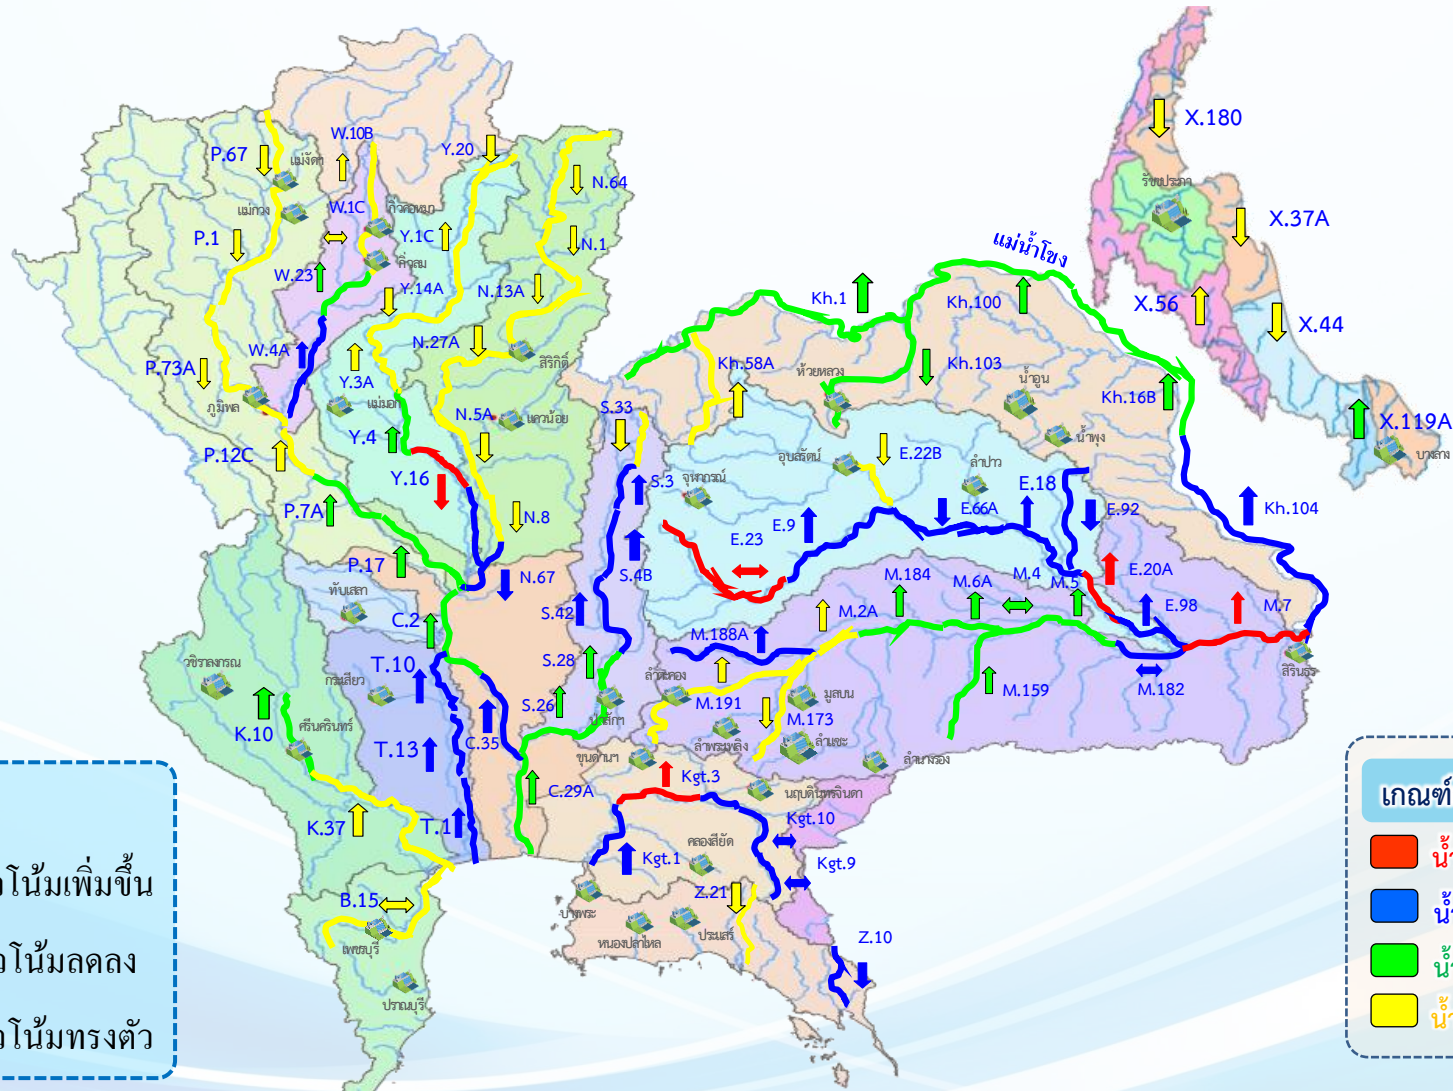 X.180
รัชชประภา
X.37A
X.56
X.44
X.119A
บางลาง
W.10B
P.67
แม่งัดฯ
Y.20
N.64
แม่กวง
W.1C
กิ่วคอหมา
P.1
Y.1C
N.1
แม่น้ำโขง
กิ่วลม
W.23
Y.14A
N.13A
Kh.1
Kh.100
N.27A
W.4A
สิริกิติ์
P.73A
Y.3A
Kh.58A
ห้วยหลวง
Kh.103
น้ำอูน
Kh.16B
ภูมิพล
แม่มอก
N.5A
แควน้อย
S.33
Y.4
น้ำพุง
P.12C
อุบลรัตน์
E.22B
ลำปาว
Y.16
S.3
จุฬาภรณ์
E.18
P.7A
N.8
E.9
E.66A
E.92
Kh.104
E.23
P.17
N.67
S.4B
M.184
M.6A
M.4
M.5
E.20A
ทับเสลา
S.42
M.2A
E.98
M.7
C.2
M.188A
วชิราลงกรณ
T.10
S.28
ลำตะคอง
สิรินธร
กระเสียว
M.159
M.182
S.26
ป่าสักฯ
M.191
มูลบน
K.10
ศรีนครินทร์
C.35
M.173
T.13
ลำพระเพลิง
ลำแชะ
ลำนางรอง
ขุนด่านฯ
Kgt.3
C.29A
นฤบดินทรจินดา
เกณฑ์
K.37
T.1
Kgt.10
คลองสียัด
Kgt.1
Kgt.9
วโน้มเพิ่มขึ้น
B.15
Z.21
บางพระ
เพชรบุรี
หนองปลาไหล
ประแสร์
Z.10
วโน้มลดลง
ปราณบุรี
วโน้มทรงตัว